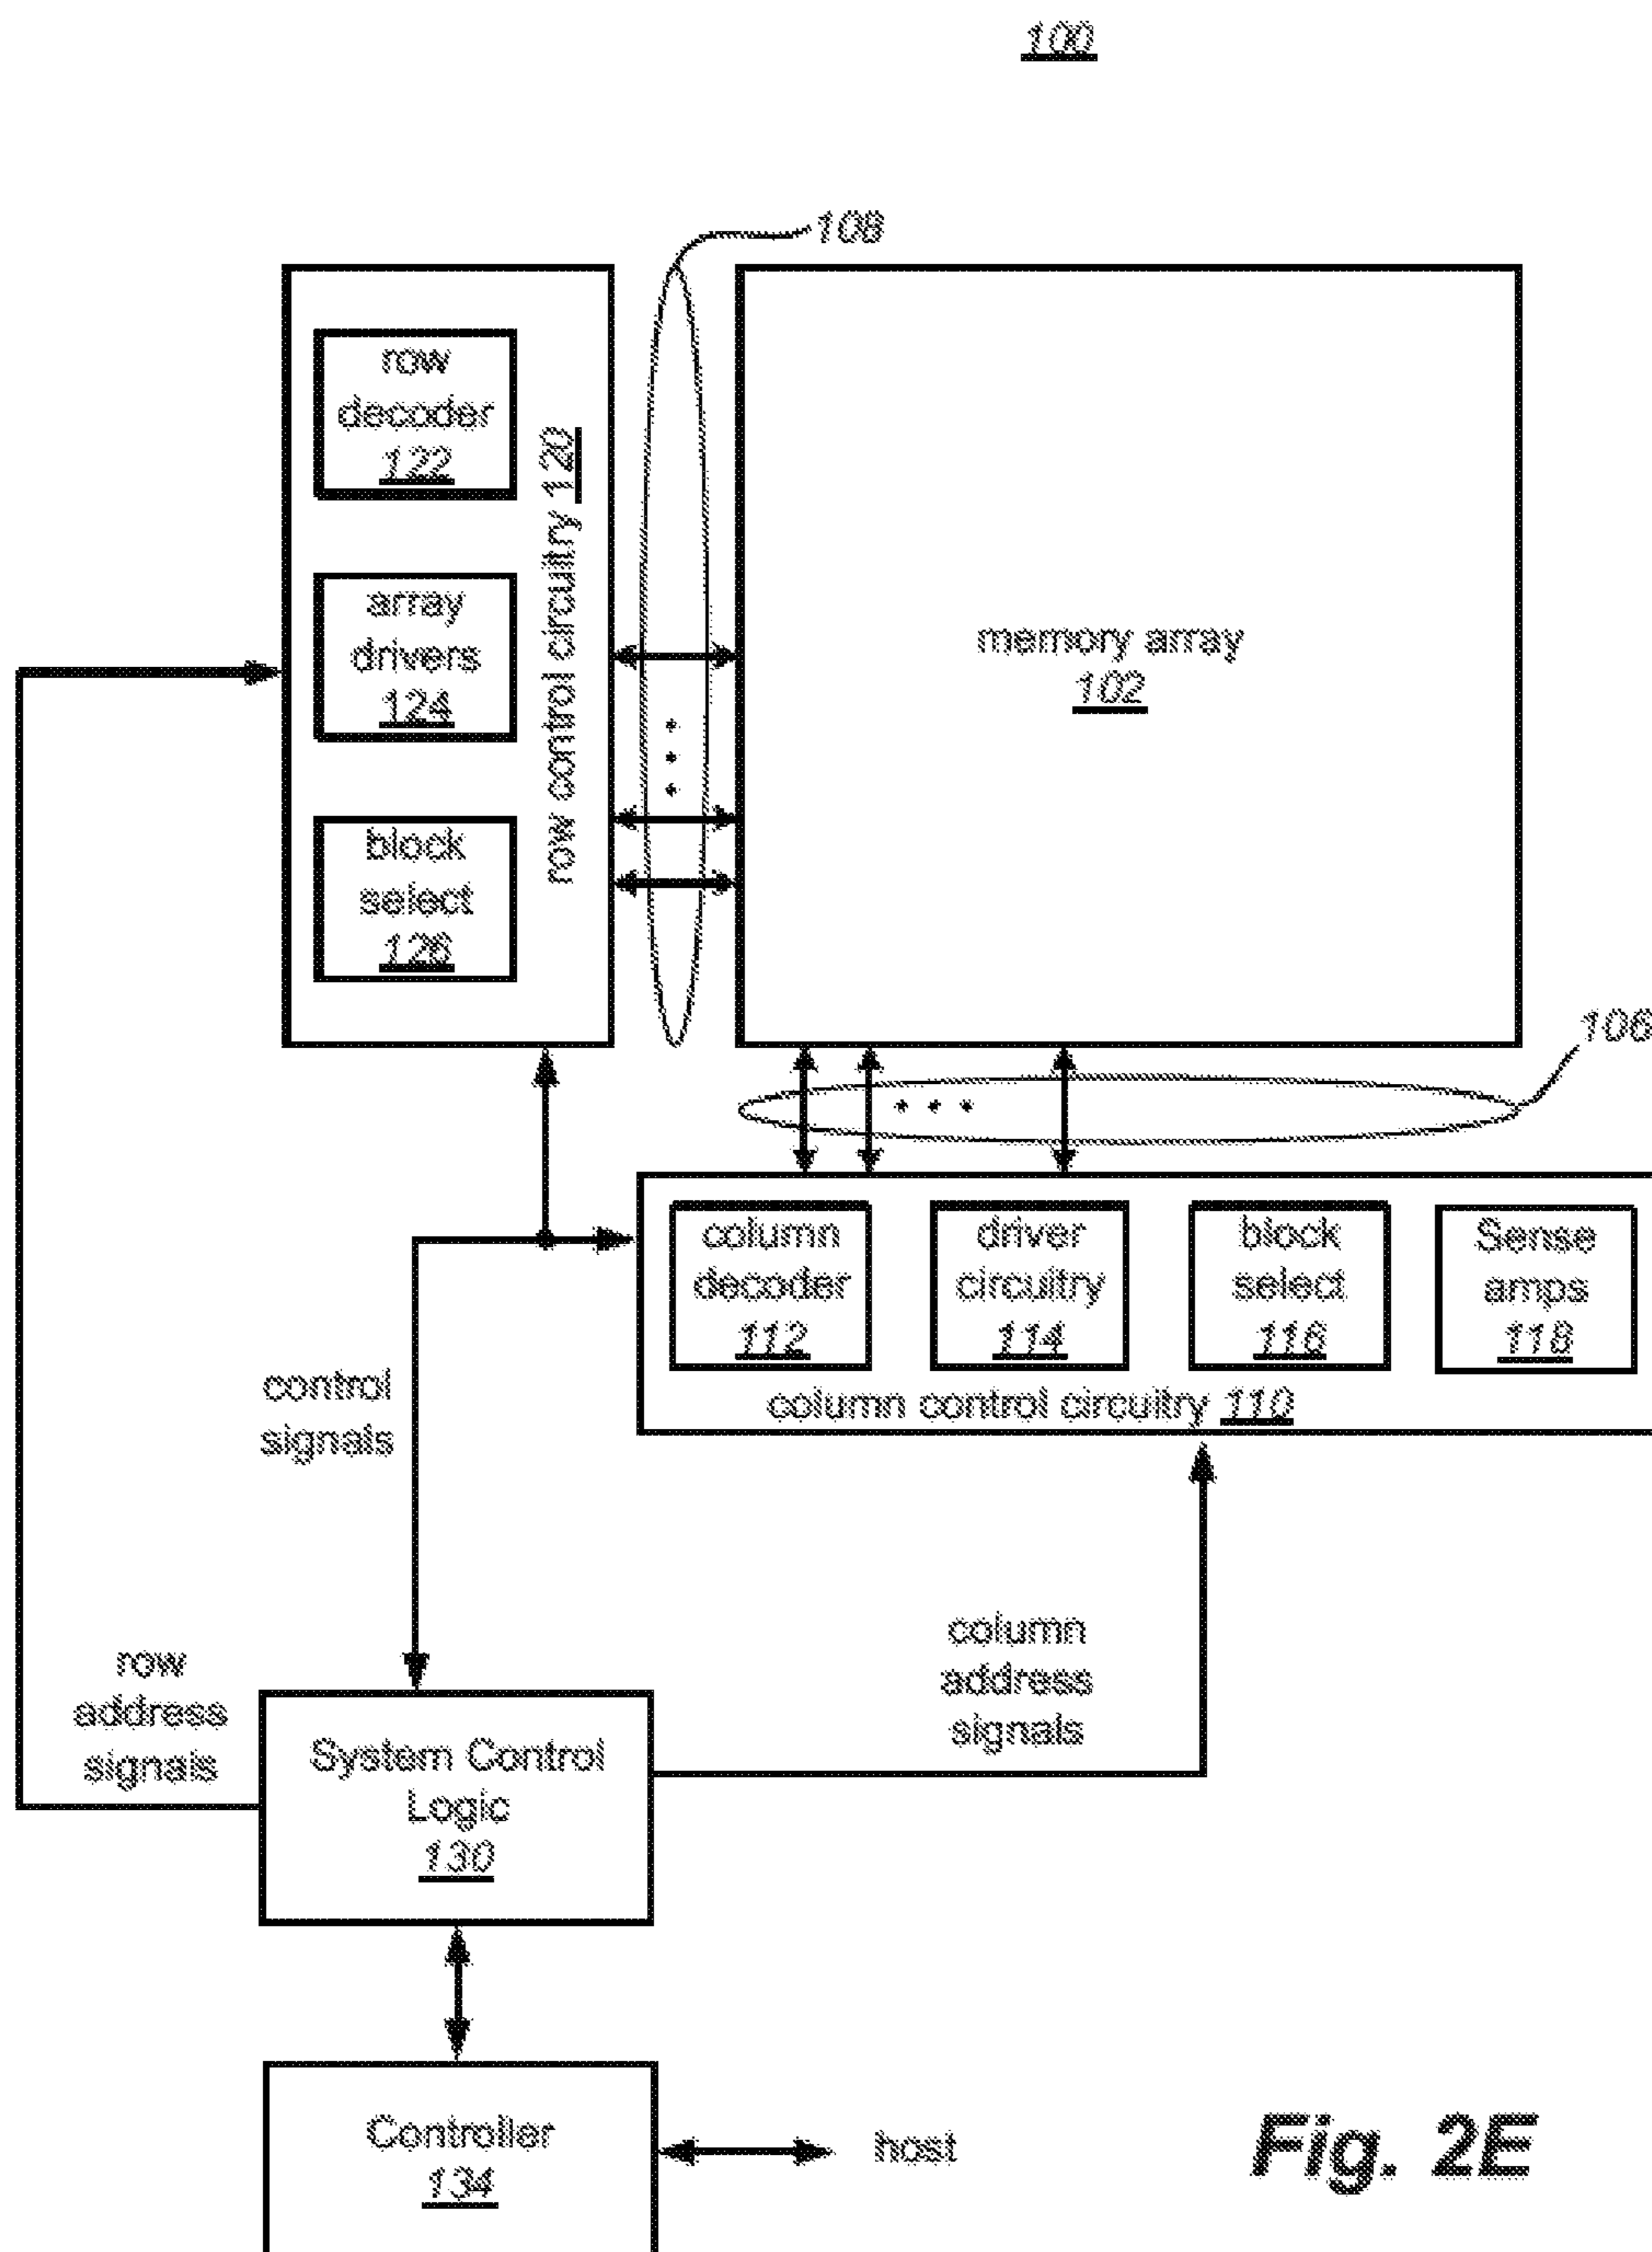 100
108
row
decoder
122
array
drivers
124
block
select
126
row control circuitry 120
memory array
102
106
column
decoder
112
driver
circuitry
114
block
select
116
Sense
amps
118
column control circuitry 110
control
signals
row
address
signals
column
address
signals
System Control
Logic
130
Controller
134
host
Fig. 2E